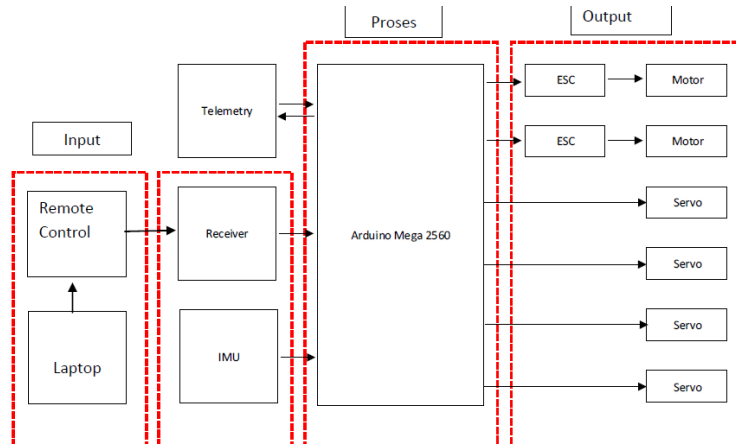 Proses
Output
Telemetry
ESC
Motor
Input
ESC
Motor
Remote
Control
Receiver
Arduino Mega 2560
Servo
Servo
Laptop
IMU
Servo
Servo